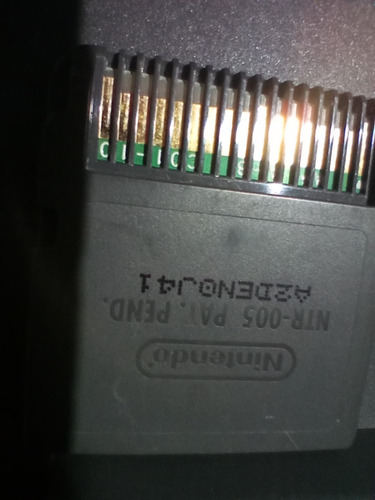 Nintendo®
NTR-005 PAT. PEND.
A2DEN0J41